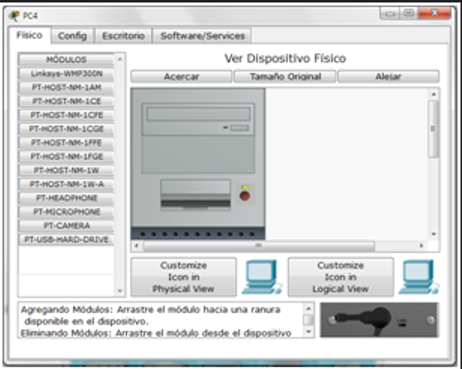 PC4
Físico Config Escritorio Software/Services
MÓDULOS
Linksys-WMP300N
PT-HOST-NM-1AM
PT-HOST-NM-1CE
PT-HOST-NM-1CFE
PT-HOST-NM-1CGE
PT-HOST-NM-1FFE
PT-HOST-NM-1FGE
PT-HOST-NM-1W
PT-HOST-NM-1W-A
PT-HEADPHONE
PT-MICROPHONE
PT-CAMERA
PT-USB-HARD-DRIVE
Ver Dispositivo Físico
Acercar Tamaño Original Alejar
Customize
Icon in
Physical View
Customize
Icon in
Logical View
Agregando Módulos: Arrastre el módulo hacia una ranura
disponible en el dispositivo.
Eliminando Módulos: Arrastre el módulo desde el dispositivo